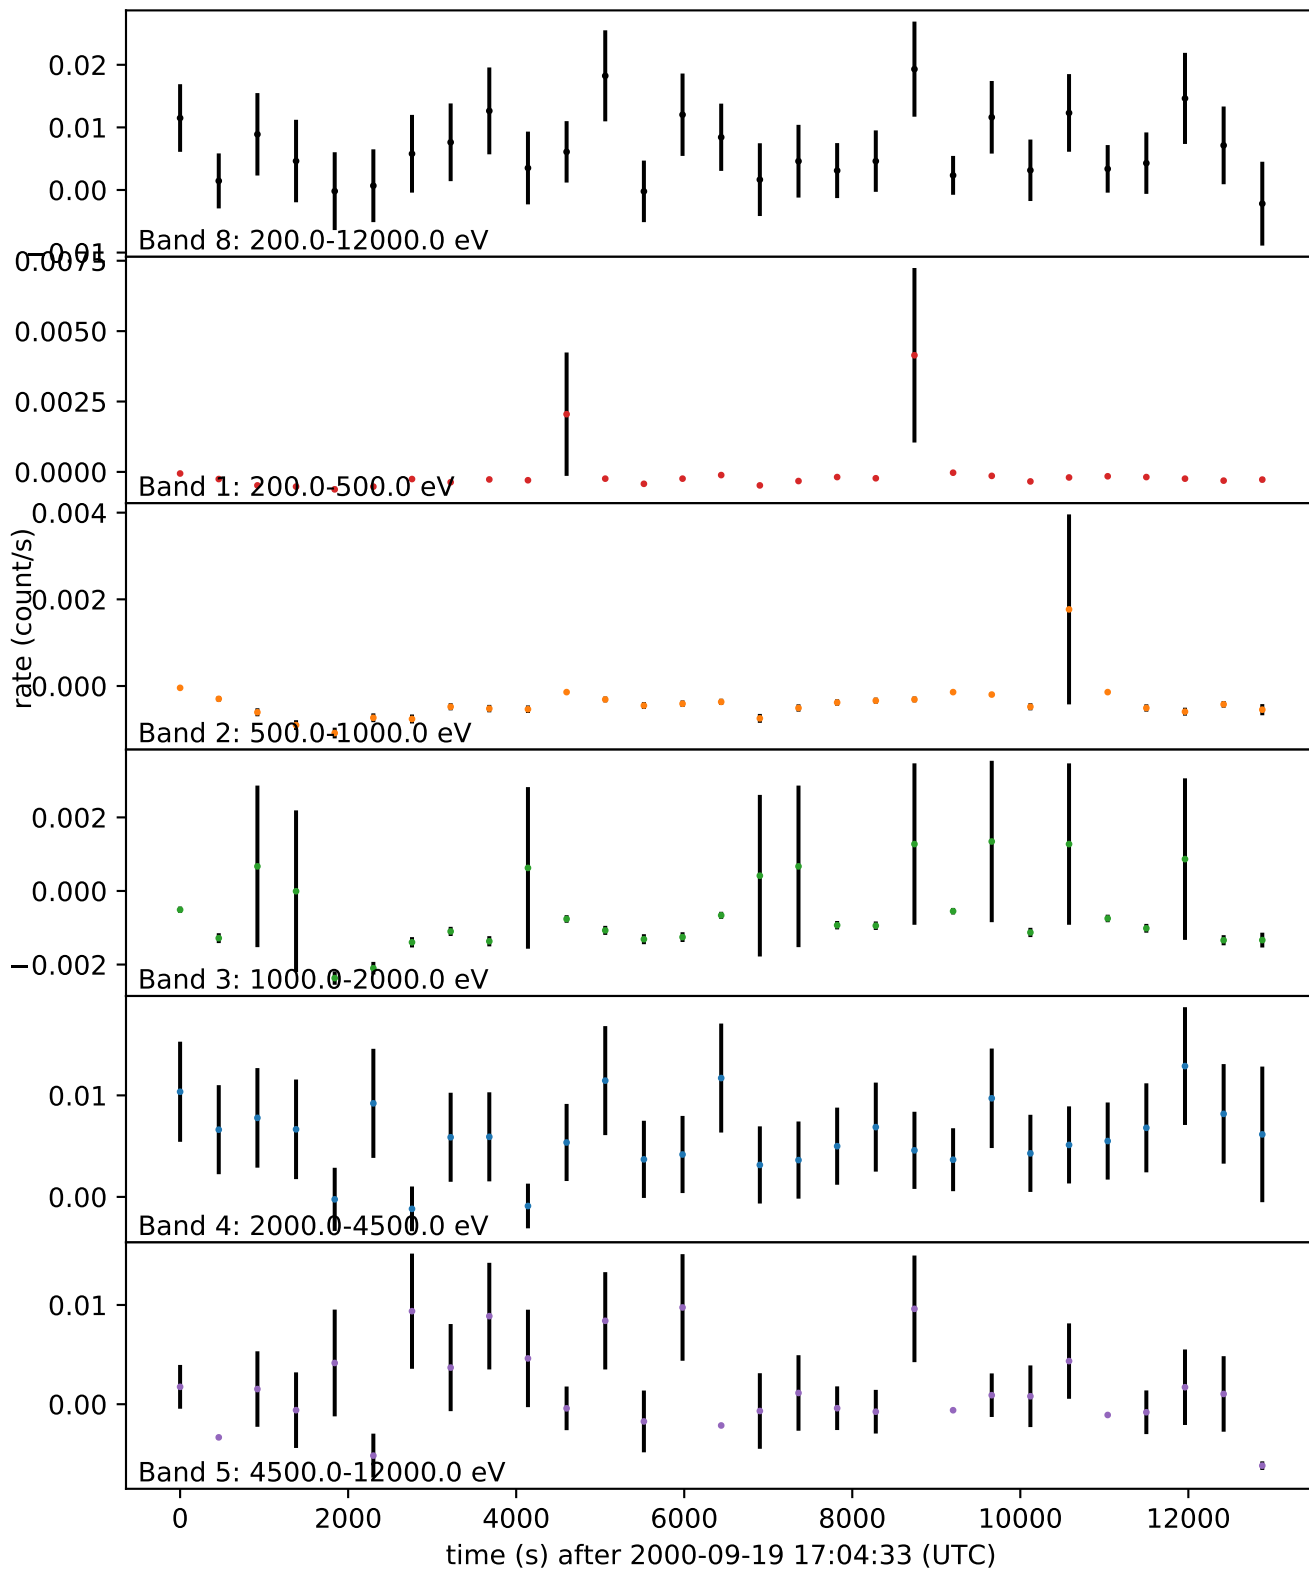 0.02
0.01
0.00
−0.01
Band 8: 200.0-12000.0 eV
0.0075
0.0050
0.0025
0.0000
Band 1: 200.0-500.0 eV
0.004
0.002
0.000
Band 2: 500.0-1000.0 eV
rate (count/s)
0.002
0.000
−0.002
Band 3: 1000.0-2000.0 eV
0.01
0.00
Band 4: 2000.0-4500.0 eV
0.01
0.00
Band 5: 4500.0-12000.0 eV
0 2000 4000 6000 8000 10000 12000
time (s) after 2000-09-19 17:04:33 (UTC)